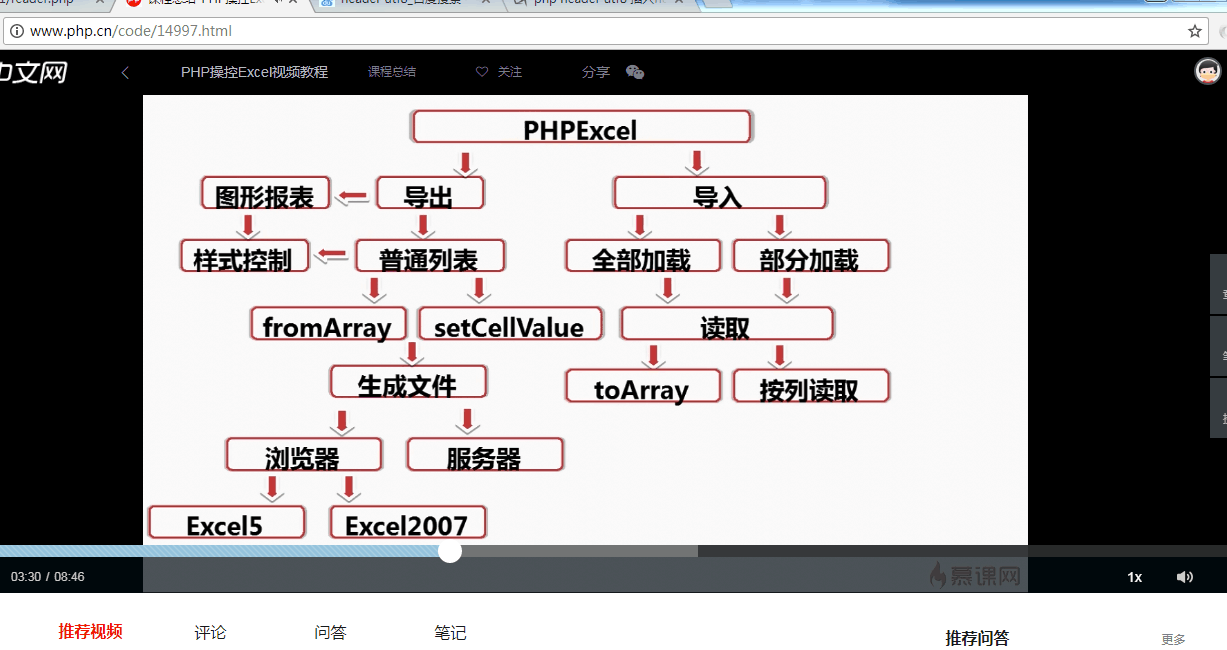 www.php.cn/code/14997.html
中文网
PHP操控Excel视频教程 课程总结 关注 分享
PHPExcel
图形报表 导出 导入
样式控制 普通列表 全部加载 部分加载
fromArray setCellValue 读取
生成文件 toArray 按列读取
浏览器 服务器
Excel5 Excel2007
03:30 / 08:46 慕课网 1x
推荐视频 评论 问答 笔记 推荐问答 更多